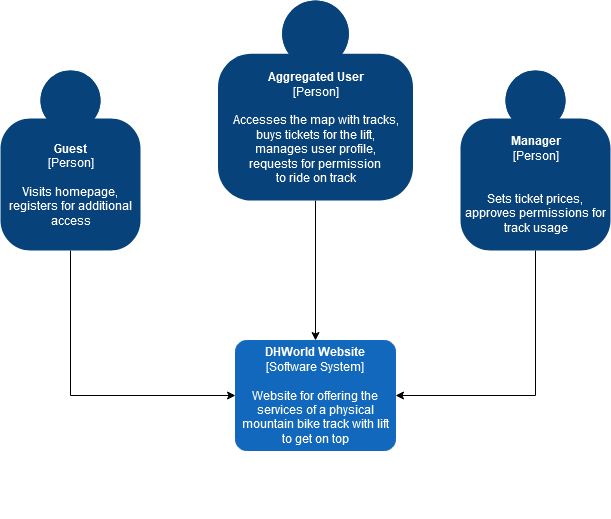 Guest
[Person]
Visits homepage,
registers for additional
access
Aggregated User
[Person]
Accesses the map with tracks,
buys tickets for the lift,
manages user profile,
requests for permission
to ride on track
Manager
[Person]
Sets ticket prices,
approves permissions for
track usage
DHWorld Website
[Software System]
Website for offering the
services of a physical
mountain bike track with lift
to get on top